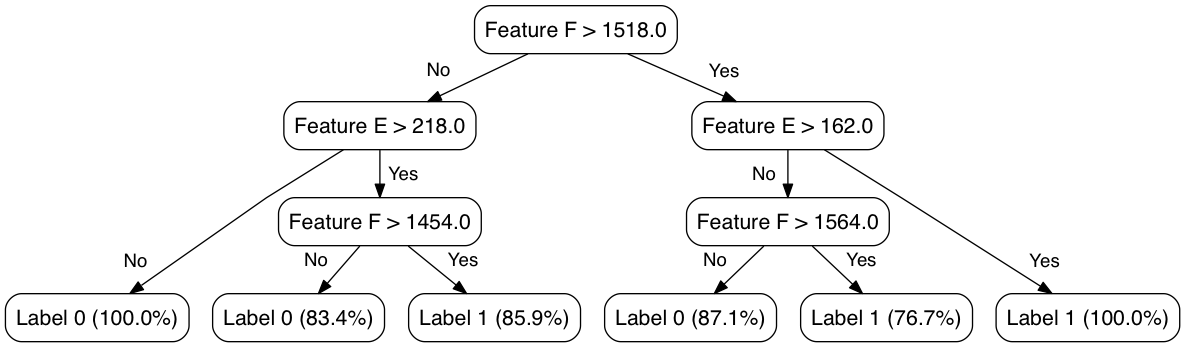 Feature F > 1518.0
No
Yes
Feature E > 218.0
Feature E > 162.0
Yes
No
Feature F > 1454.0
Feature F > 1564.0
No
No
Yes
No
Yes
Yes
Label 0 (100.0%)
Label 0 (83.4%)
Label 1 (85.9%)
Label 0 (87.1%)
Label 1 (76.7%)
Label 1 (100.0%)